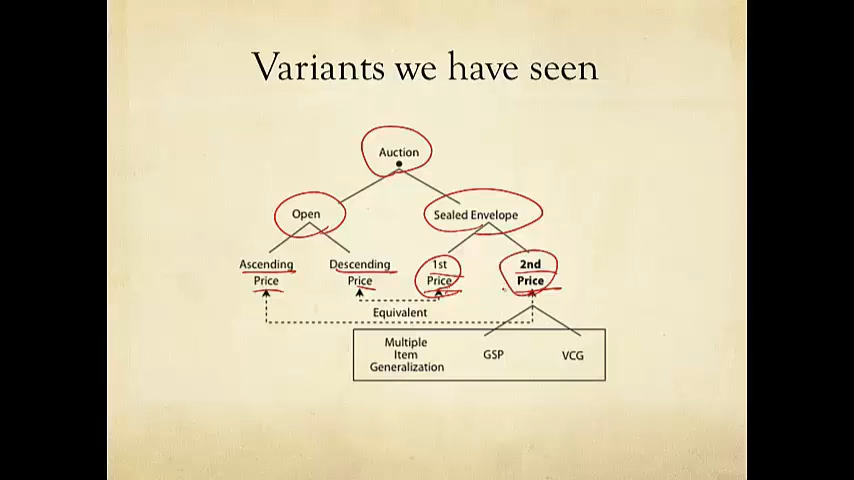 Variants we have seen
Auction
Open
Sealed Envelope
Ascending
Price
Descending
Price
1st
Price
2nd
Price
Equivalent
Multiple
Item
Generalization
GSP
VCG